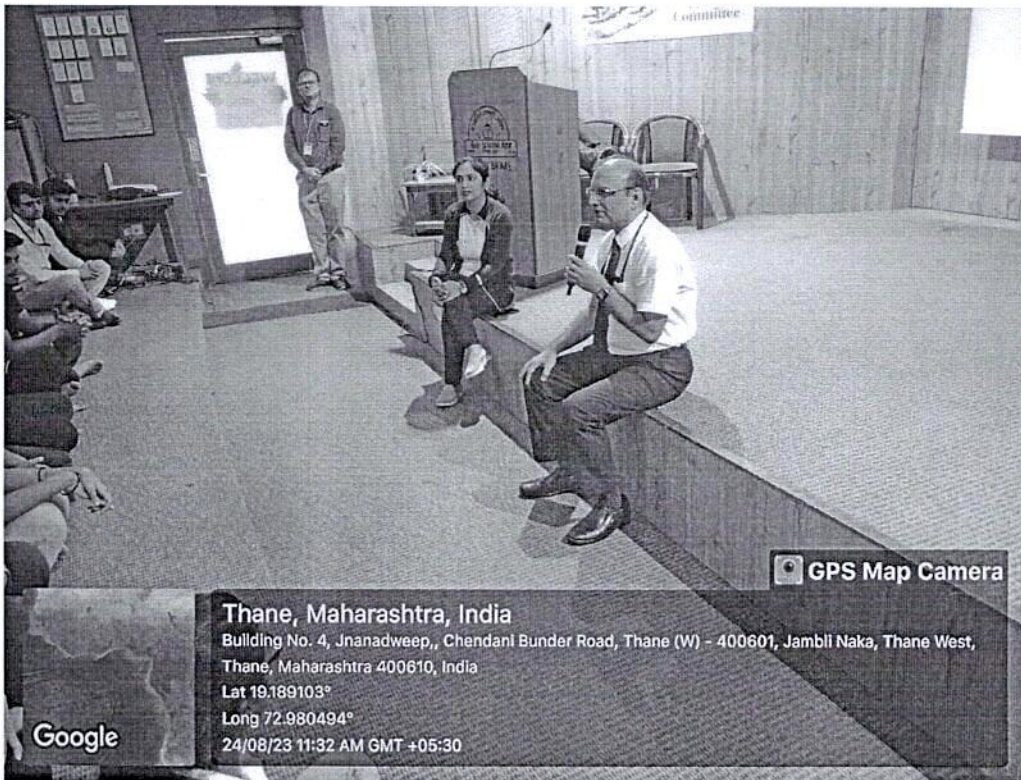 Committee
GPS Map Camera
Thane, Maharashtra, India
Building No. 4, Jnanadweep,, Chendani Bunder Road, Thane (W) - 400601, Jambli Naka, Thane West,
Thane, Maharashtra 400610, India
Lat 19.189103°
Long 72.980494°
24/08/23 11:32 AM GMT +05:30
Google